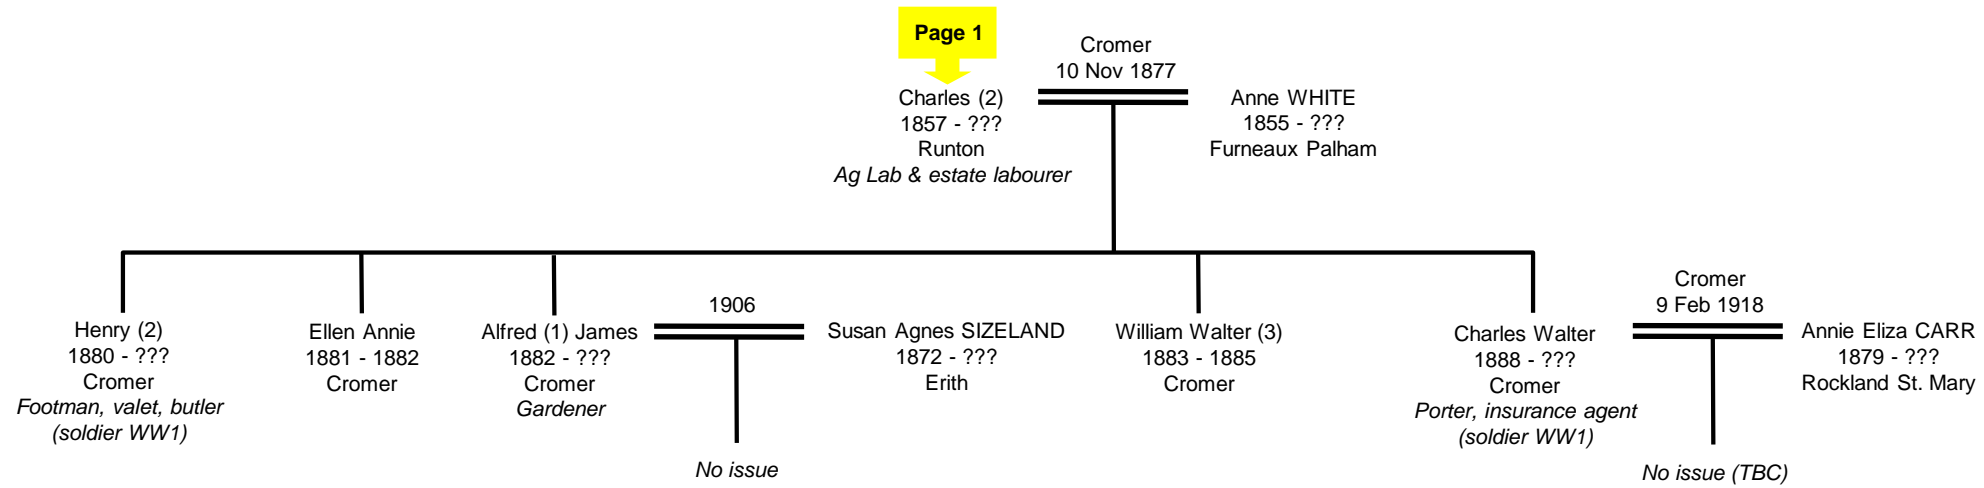 Page 1
Cromer
10 Nov 1877
Charles (2)
1857 - ???
Runton
Ag Lab & estate labourer
Anne WHITE
1855 - ???
Furneaux Palham
Henry (2)
1880 - ???
Cromer
Footman, valet, butler
(soldier WW1)
Ellen Annie
1881 - 1882
Cromer
Alfred (1) James
1882 - ???
Cromer
Gardener
1906
No issue
Susan Agnes SIZELAND
1872 - ???
Erith
William Walter (3)
1883 - 1885
Cromer
Charles Walter
1888 - ???
Cromer
Porter, insurance agent
(soldier WW1)
Cromer
9 Feb 1918
No issue (TBC)
Annie Eliza CARR
1879 - ???
Rockland St. Mary